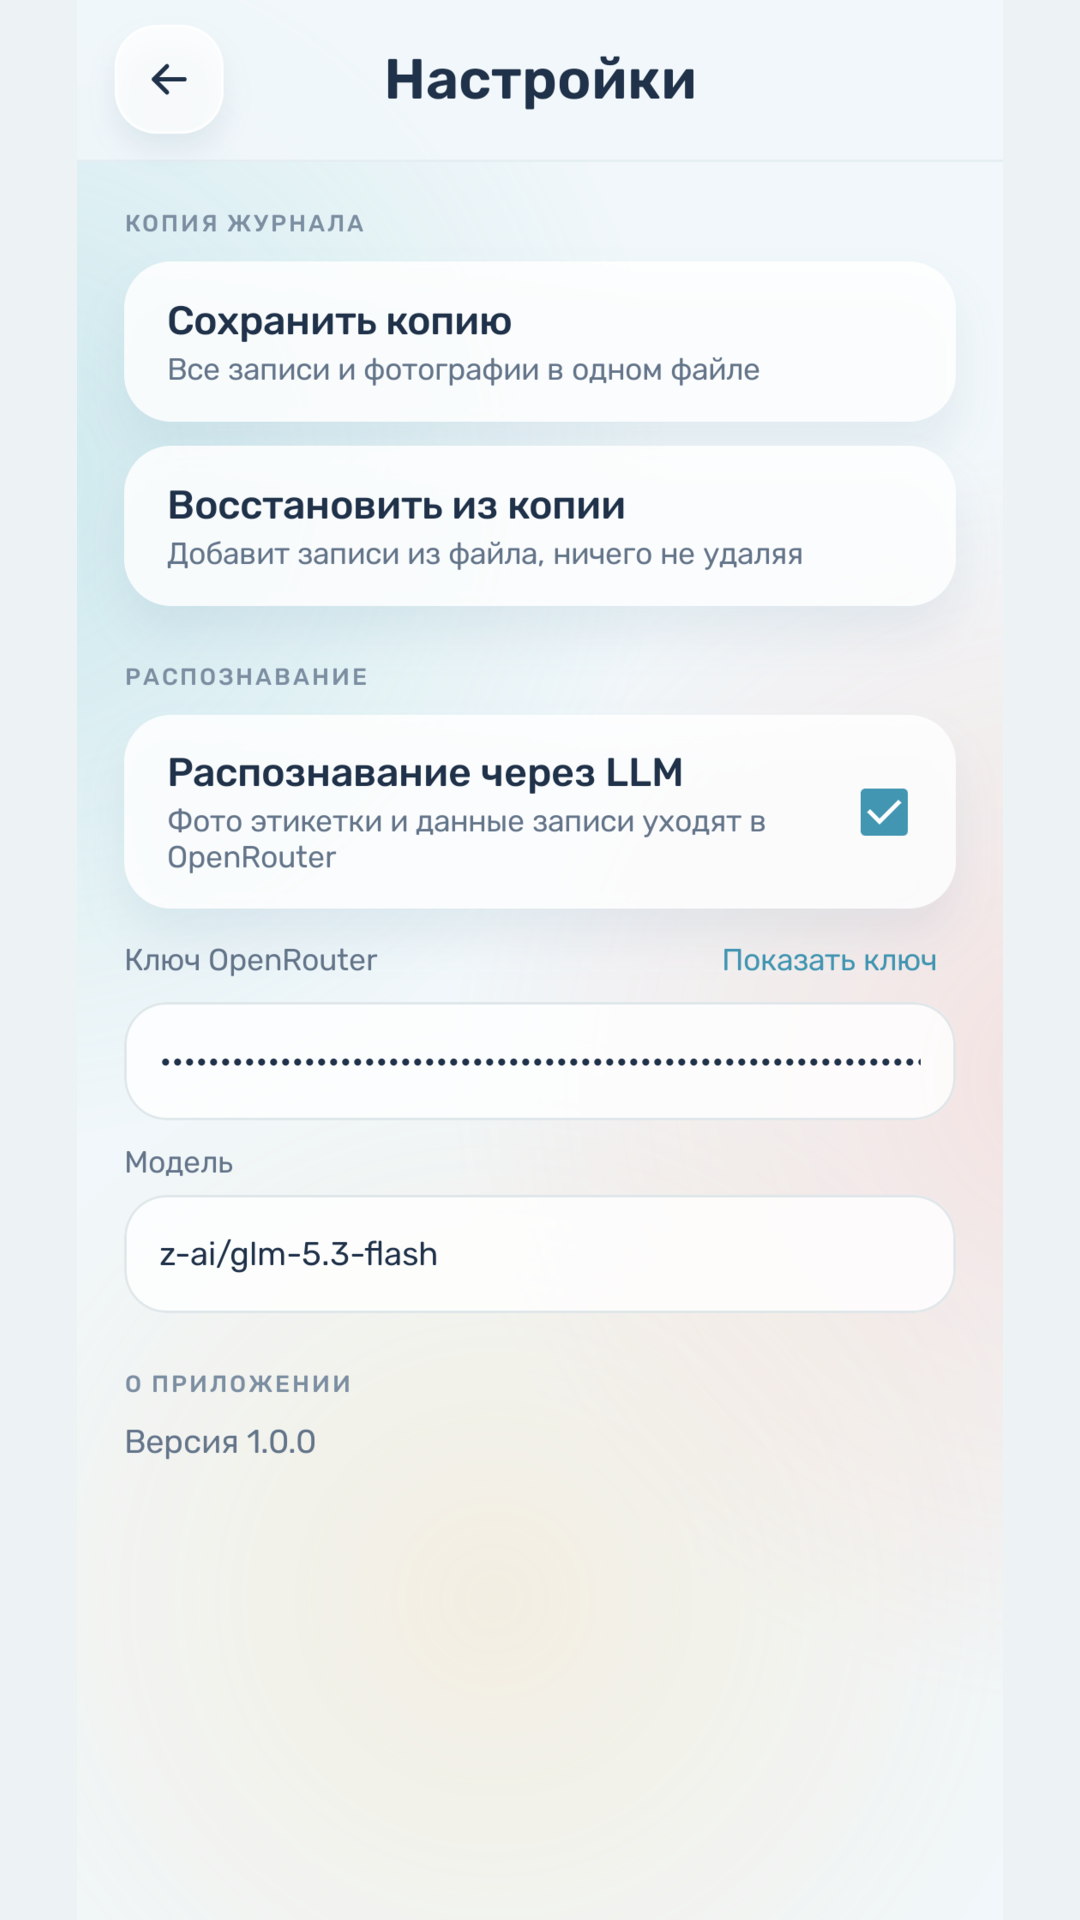 Настройки
КОПИЯ ЖУРНАЛА
Сохранить копию
Все записи и фотографии в одном файле
Восстановить из копии
Добавит записи из файла, ничего не удаляя
РАСПОЗНАВАНИЕ
Распознавание через LLM
Фото этикетки и данные записи уходят в
OpenRouter
Ключ OpenRouter
Показать ключ
Модель
z-ai/glm-5.3-flash
О ПРИЛОЖЕНИИ
Версия 1.0.0